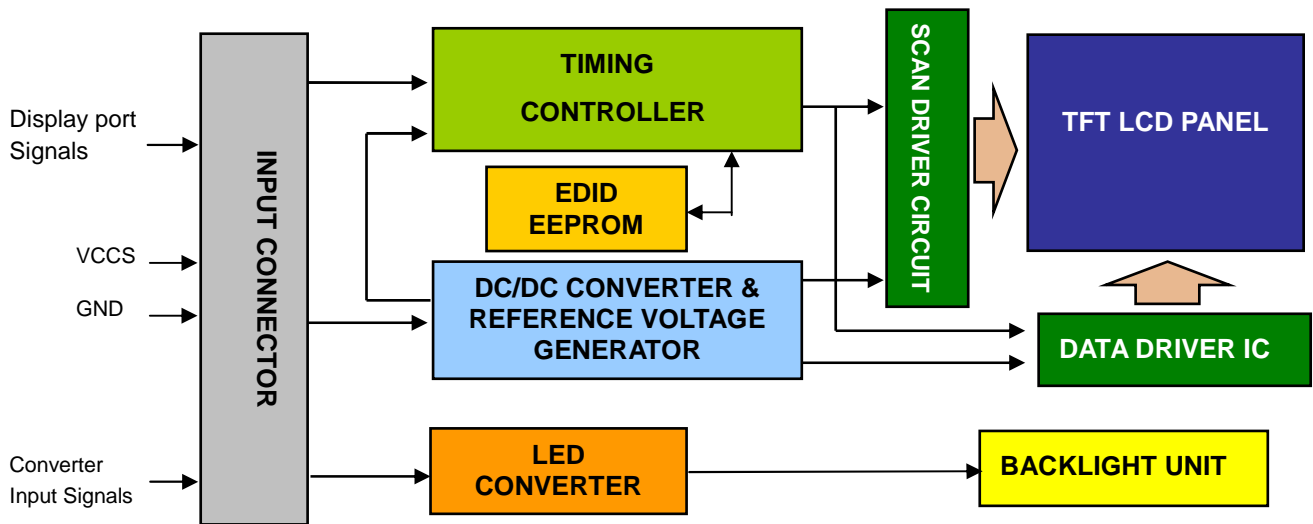 Display port
Signals
VCCS
GND
Converter
Input Signals
INPUT CONNECTOR
TIMING
CONTROLLER
EDID
EEPROM
DC/DC CONVERTER &
REFERENCE VOLTAGE
GENERATOR
LED
CONVERTER
SCAN DRIVER CIRCUIT
TFT LCD PANEL
DATA DRIVER IC
BACKLIGHT UNIT